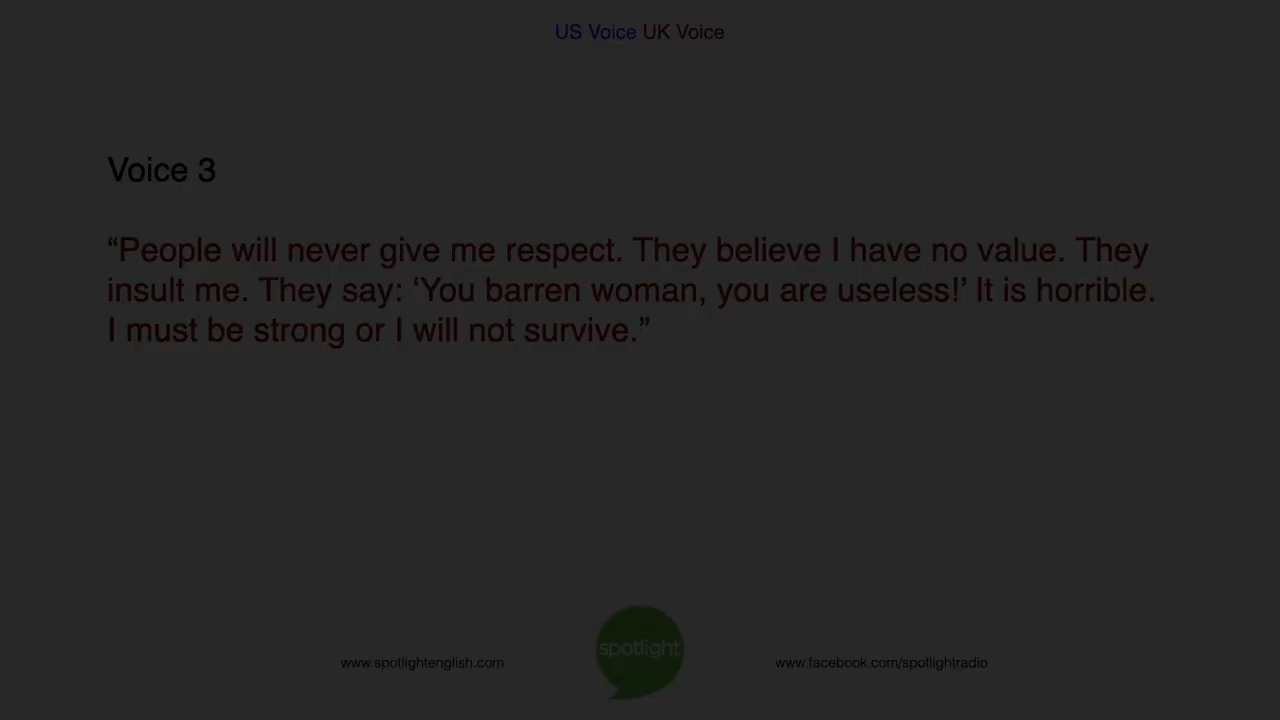 US Voice UK Voice
Voice 3
“People will never give me respect. They believe I have no value. They
insult me. They say: ‘You barren woman, you are useless!’ It is horrible.
I must be strong or I will not survive.”
spotlight
www.spotlightenglish.com
www.facebook.com/spotlightradio